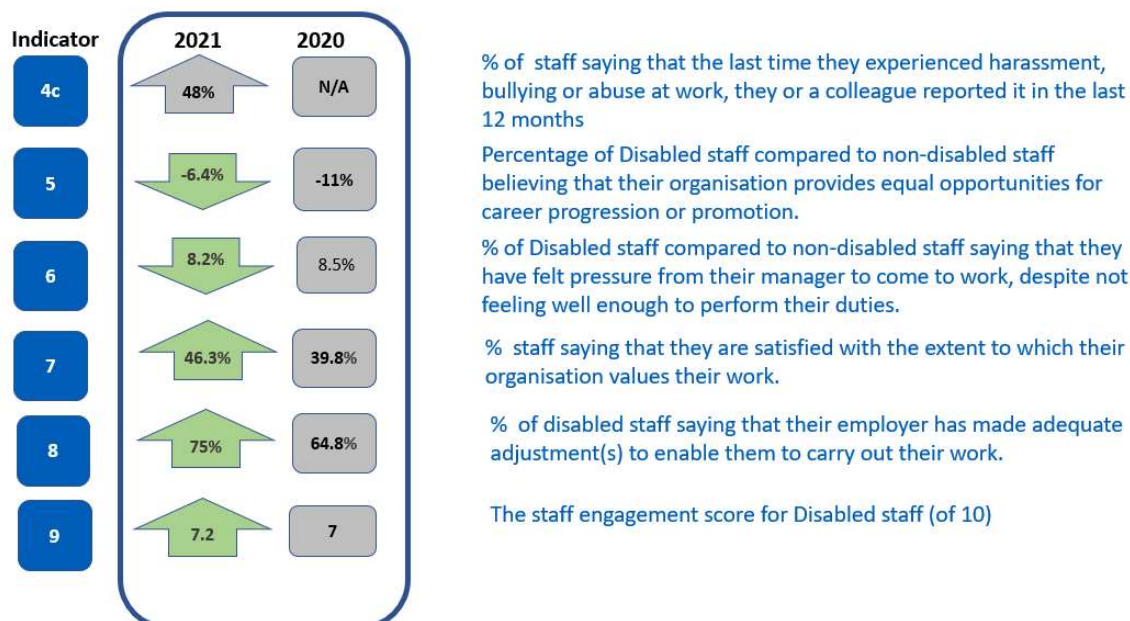 Indicator 2021 2020
4c 48% N/A
% of staff saying that the last time they experienced harassment,
bullying or abuse at work, they or a colleague reported it in the last
12 months
5 -6.4% -11%
Percentage of Disabled staff compared to non-disabled staff
believing that their organisation provides equal opportunities for
career progression or promotion.
6 8.2% 8.5%
% of Disabled staff compared to non-disabled staff saying that they
have felt pressure from their manager to come to work, despite not
feeling well enough to perform their duties.
7 46.3% 39.8%
% staff saying that they are satisfied with the extent to which their
organisation values their work.
8 75% 64.8%
% of disabled staff saying that their employer has made adequate
adjustment(s) to enable them to carry out their work.
9 7.2 7
The staff engagement score for Disabled staff (of 10)